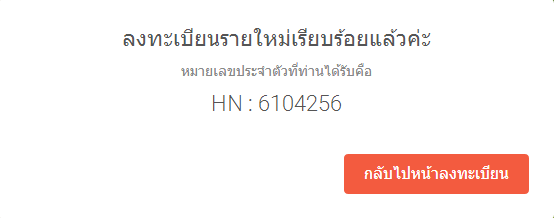 ลงทะเบียนรายใหม่เรียบร้อยแล้วค่ะ
หมายเลขประจำตัวที่ท่านได้รับคือ
HN : 6104256
กลับไปหน้าลงทะเบียน